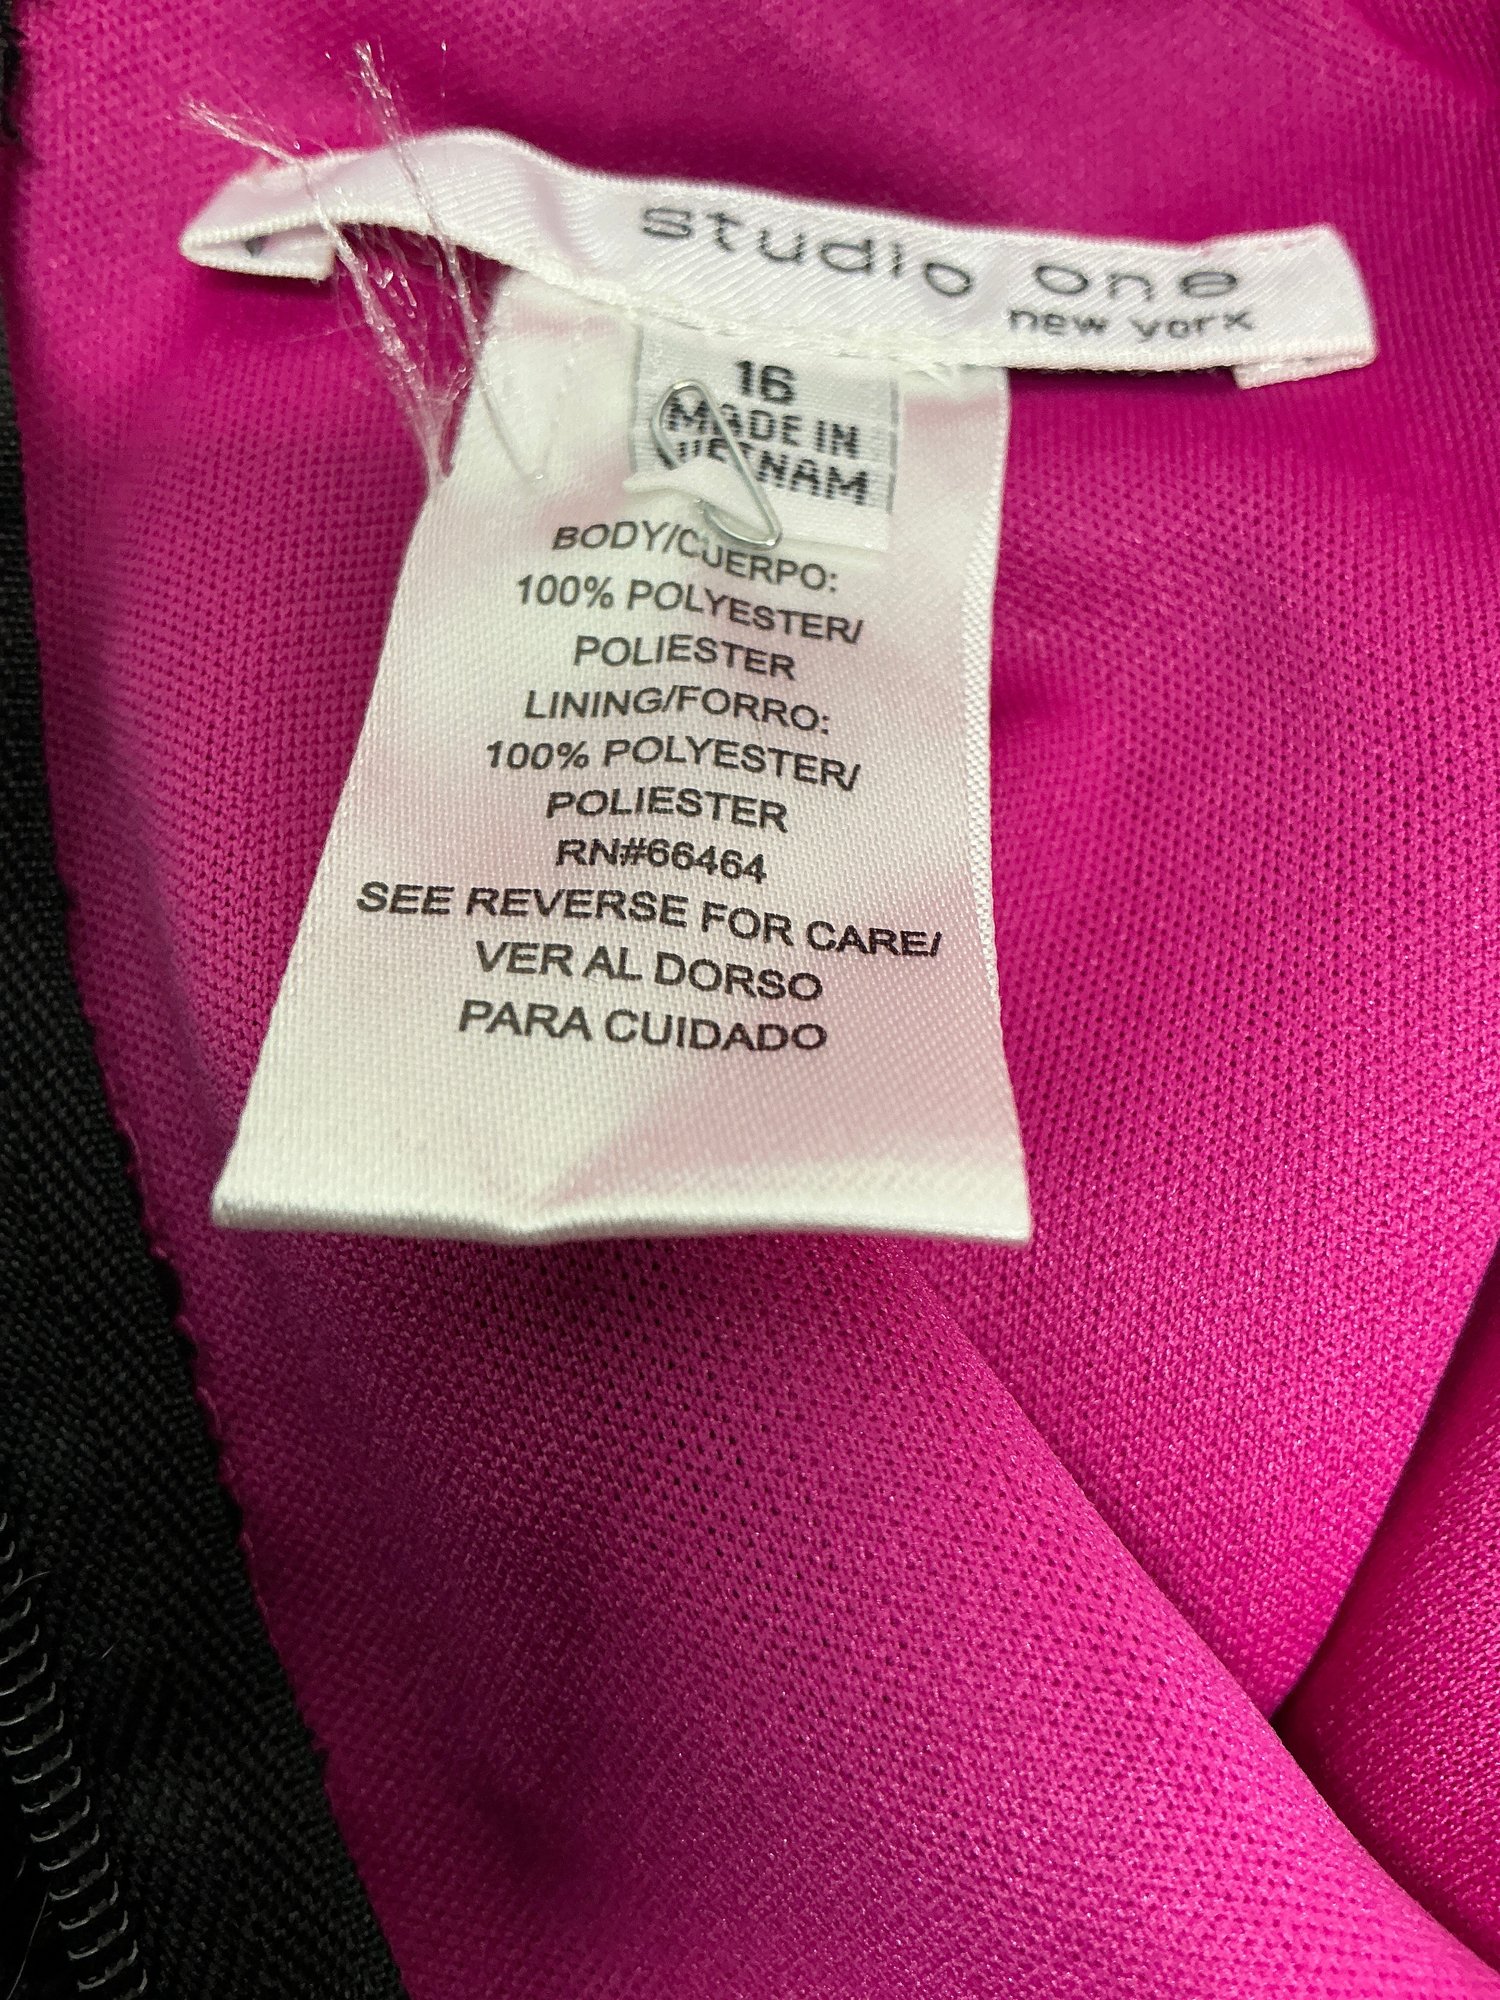 studio one
new york
16
MADE IN
VIETNAM
BODY/CUERPO:
100% POLYESTER/
POLIESTER
LINING/FORRO:
100% POLYESTER/
POLIESTER
RN#66464
SEE REVERSE FOR CARE/
VER AL DORSO
PARA CUIDADO